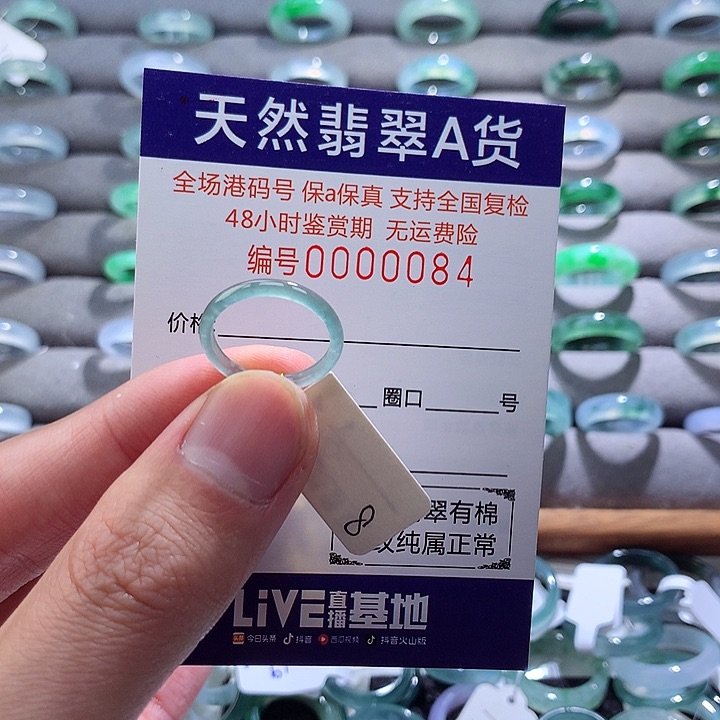 天然翡翠A货
全场港码号 保a保真 支持全国复检
48小时鉴赏期 无运费险
编号0000084
价格
圈口 号
翠有棉
纹纯属正常
8
LiVE直播基地
今日头条 抖音 西瓜视频 抖音火山版